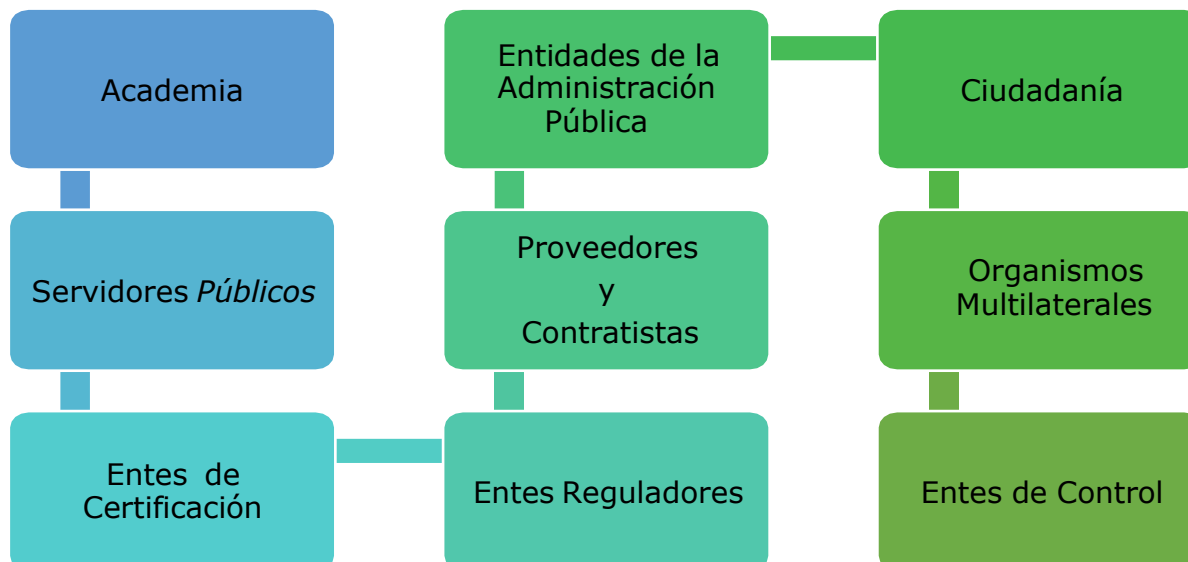 Academia
Servidores Públicos
Entes de
Certificación
Entes Reguladores
Proveedores
y
Contratistas
Entidades de la
Administración
Pública
Ciudadanía
Organismos
Multilaterales
Entes de Control